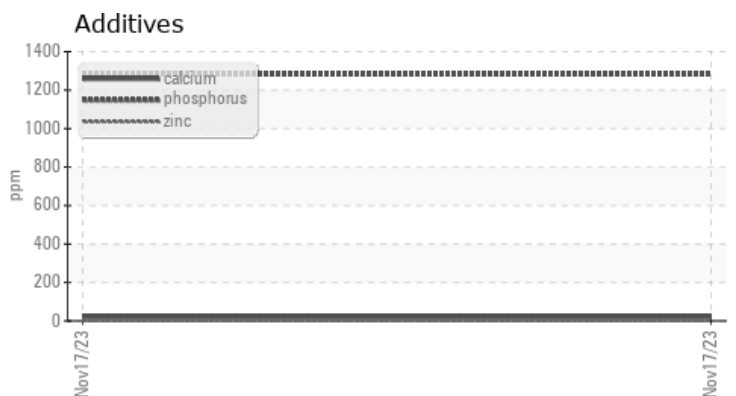 Additives
1400
1200
1000
800
600
400
200
0
ppm
calcium
phosphorus
zinc
Nov17/23
Nov17/23